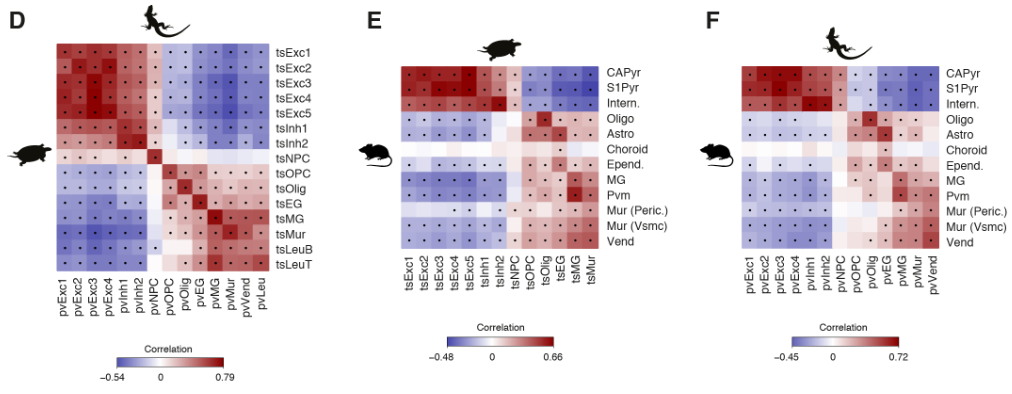 D
tsExc1
tsExc2
tsExc3
tsExc4
tsExc5
tsInh1
tsInh2
tsNPC
tsOPC
tsOlig
tsEG
tsMG
tsMur
tsLeuB
tsLeuT
pvExc1
pvExc2
pvExc3
pvExc4
pvInh1
pvInh2
pvNPC
pvOPC
pvOlig
pvEG
pvMG
pvMur
pvVend
pvLeu
Correlation
−0.54 0 0.79
E
CAPyr
S1Pyr
Intern.
Oligo
Astro
Choroid
Epend.
MG
Pvm
Mur (Peric.)
Mur (Vsmc)
Vend
tsExc1
tsExc2
tsExc3
tsExc4
tsExc5
tsInh1
tsInh2
tsNPC
tsOPC
tsOlig
tsEG
tsMG
tsMur
Correlation
−0.48 0 0.66
F
CAPyr
S1Pyr
Intern.
Oligo
Astro
Choroid
Epend.
MG
Pvm
Mur (Peric.)
Mur (Vsmc)
Vend
pvExc1
pvExc2
pvExc3
pvExc4
pvInh1
pvInh2
pvNPC
pvOPC
pvOlig
pvEG
pvMG
pvMur
pvVend
Correlation
−0.45 0 0.72